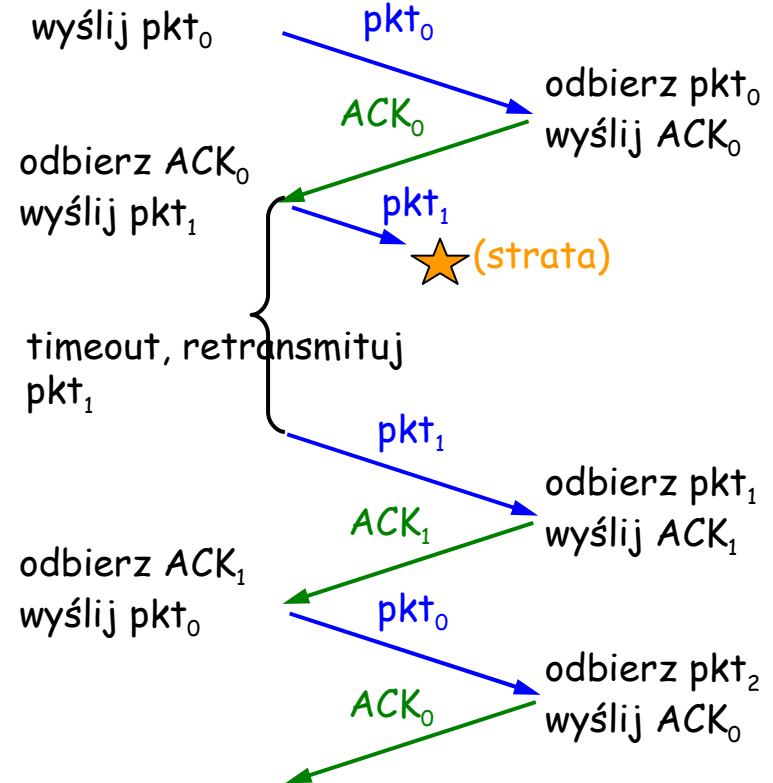 wyślij pkt₀
pkt₀
odbierz pkt₀
ACK₀
wyślij ACK₀
odbierz ACK₀
wyślij pkt₁
pkt₁
(strata)
timeout, retransmituj
pkt₁
pkt₁
odbierz pkt₁
ACK₁
wyślij ACK₁
odbierz ACK₁
wyślij pkt₀
pkt₀
odbierz pkt₂
ACK₀
wyślij ACK₀